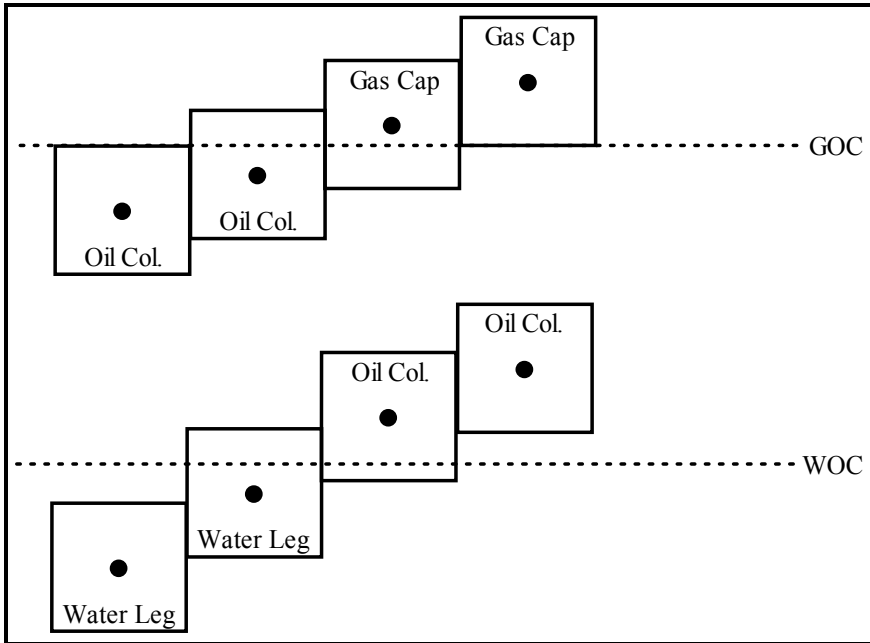 Gas Cap
Gas Cap
GOC
Oil Col.
Oil Col.
Oil Col.
Oil Col.
WOC
Water Leg
Water Leg